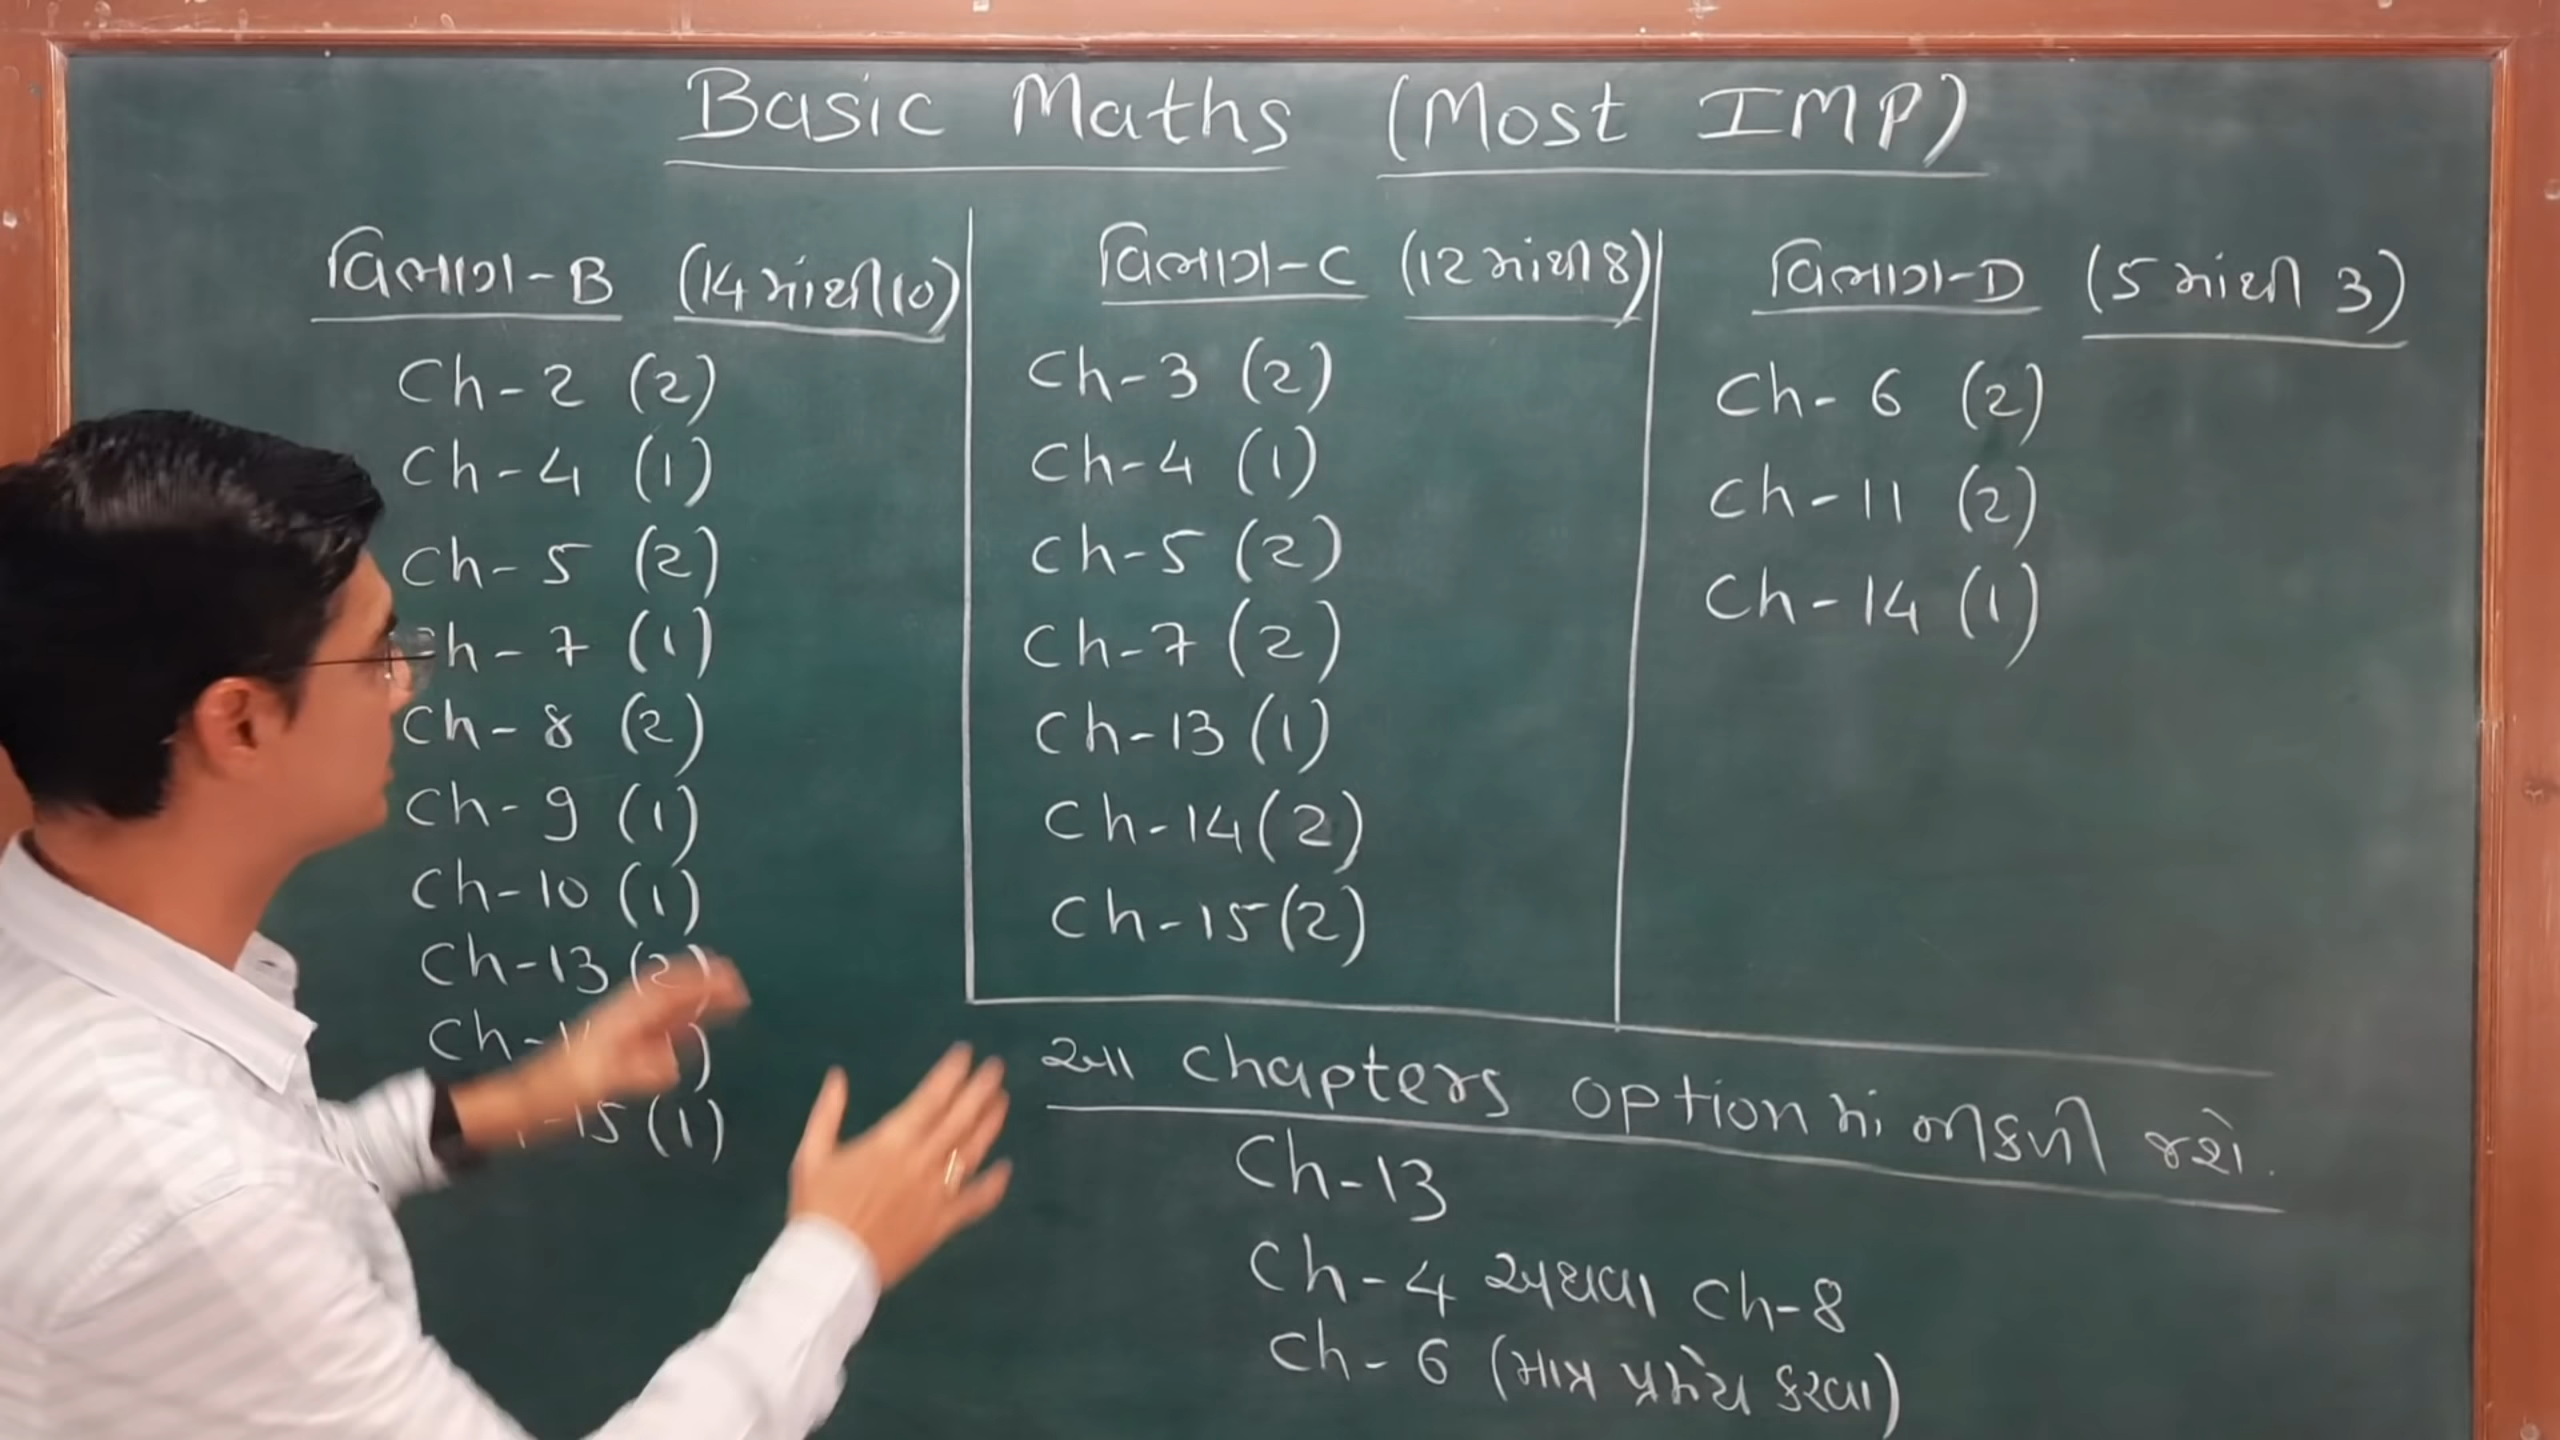 Basic Maths (Most IMP)
વિભાગ-B (14 માંથી 10)
Ch-2 (2)
Ch-4 (1)
Ch-5 (2)
Ch-7 (1)
Ch-8 (2)
Ch-9 (1)
Ch-10 (1)
Ch-13 (2)
(1)
15 (1)
વિભાગ-C (12 માંથી 8)
Ch-3 (2)
Ch-4 (1)
Ch-5 (2)
Ch-7 (2)
Ch-13 (1)
Ch-14 (2)
Ch-15 (2)
વિભાગ-D (5 માંથી 3)
Ch-6 (2)
Ch-11 (2)
Ch-14 (1)
આ chapters option માં નીકળી જશે.
Ch-13
Ch-4 અથવા Ch-8
Ch-6 (માત્ર પ્રમેય કરવા)